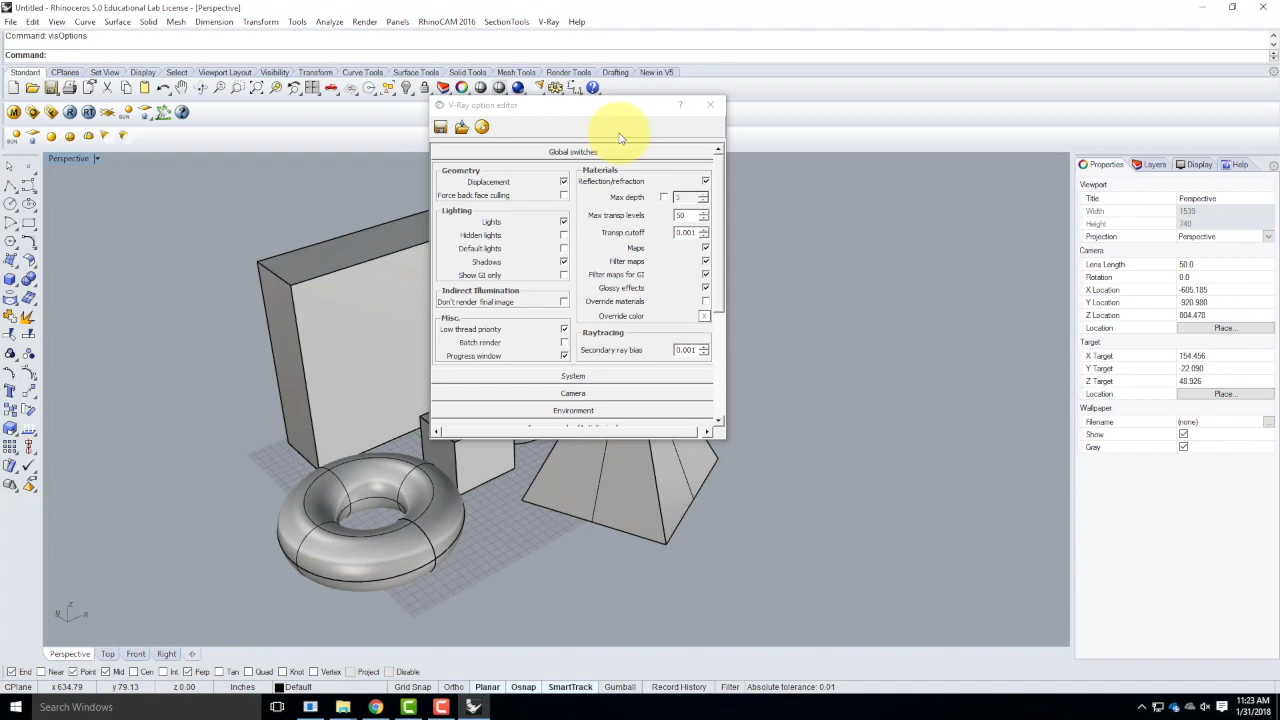 Untitled - Rhinoceros 5.0 Educational Lab License - [Perspective]
File Edit View Curve Surface Solid Mesh Dimension Transform Tools Analyze Render Panels RhinoCAM 2016 SectionTools V-Ray Help
Command: visOptions
Command:
Standard CPlanes Set View Display Select Viewport Layout Visibility Transform Curve Tools Surface Tools Solid Tools Mesh Tools Render Tools Drafting New in V5
V-Ray option editor
M R RT SUN
SUN
Perspective
Global switches
Geometry
Displacement
Force back face culling
Lighting
Lights
Hidden lights
Default lights
Shadows
Show GI only
Indirect Illumination
Don't render final image
Misc.
Low thread priority
Batch render
Progress window
Materials
Reflection/refraction
Max depth 5
Max transp levels 50
Transp cutoff 0.001
Maps
Filter maps
Filter maps for GI
Glossy effects
Override materials
Override color X
Raytracing
Secondary ray bias 0.001
System
Camera
Environment
Properties Layers Display Help
Viewport
Title Perspective
Width 1539
Height 740
Projection Perspective
Camera
Lens Length 50.0
Rotation 0.0
X Location -605.185
Y Location -920.980
Z Location 804.478
Location Place...
Target
X Target 154.456
Y Target -22.090
Z Target 48.926
Location Place...
Wallpaper
Filename (none) ...
Show
Gray
z
y x
Perspective Top Front Right
End Near Point Mid Cen Int Perp Tan Quad Knot Vertex Project Disable
CPlane x 634.79 y 79.13 z 0.00 Inches Default Grid Snap Ortho Planar Osnap SmartTrack Gumball Record History Filter Absolute tolerance: 0.01
Search Windows
11:23 AM
1/31/2018